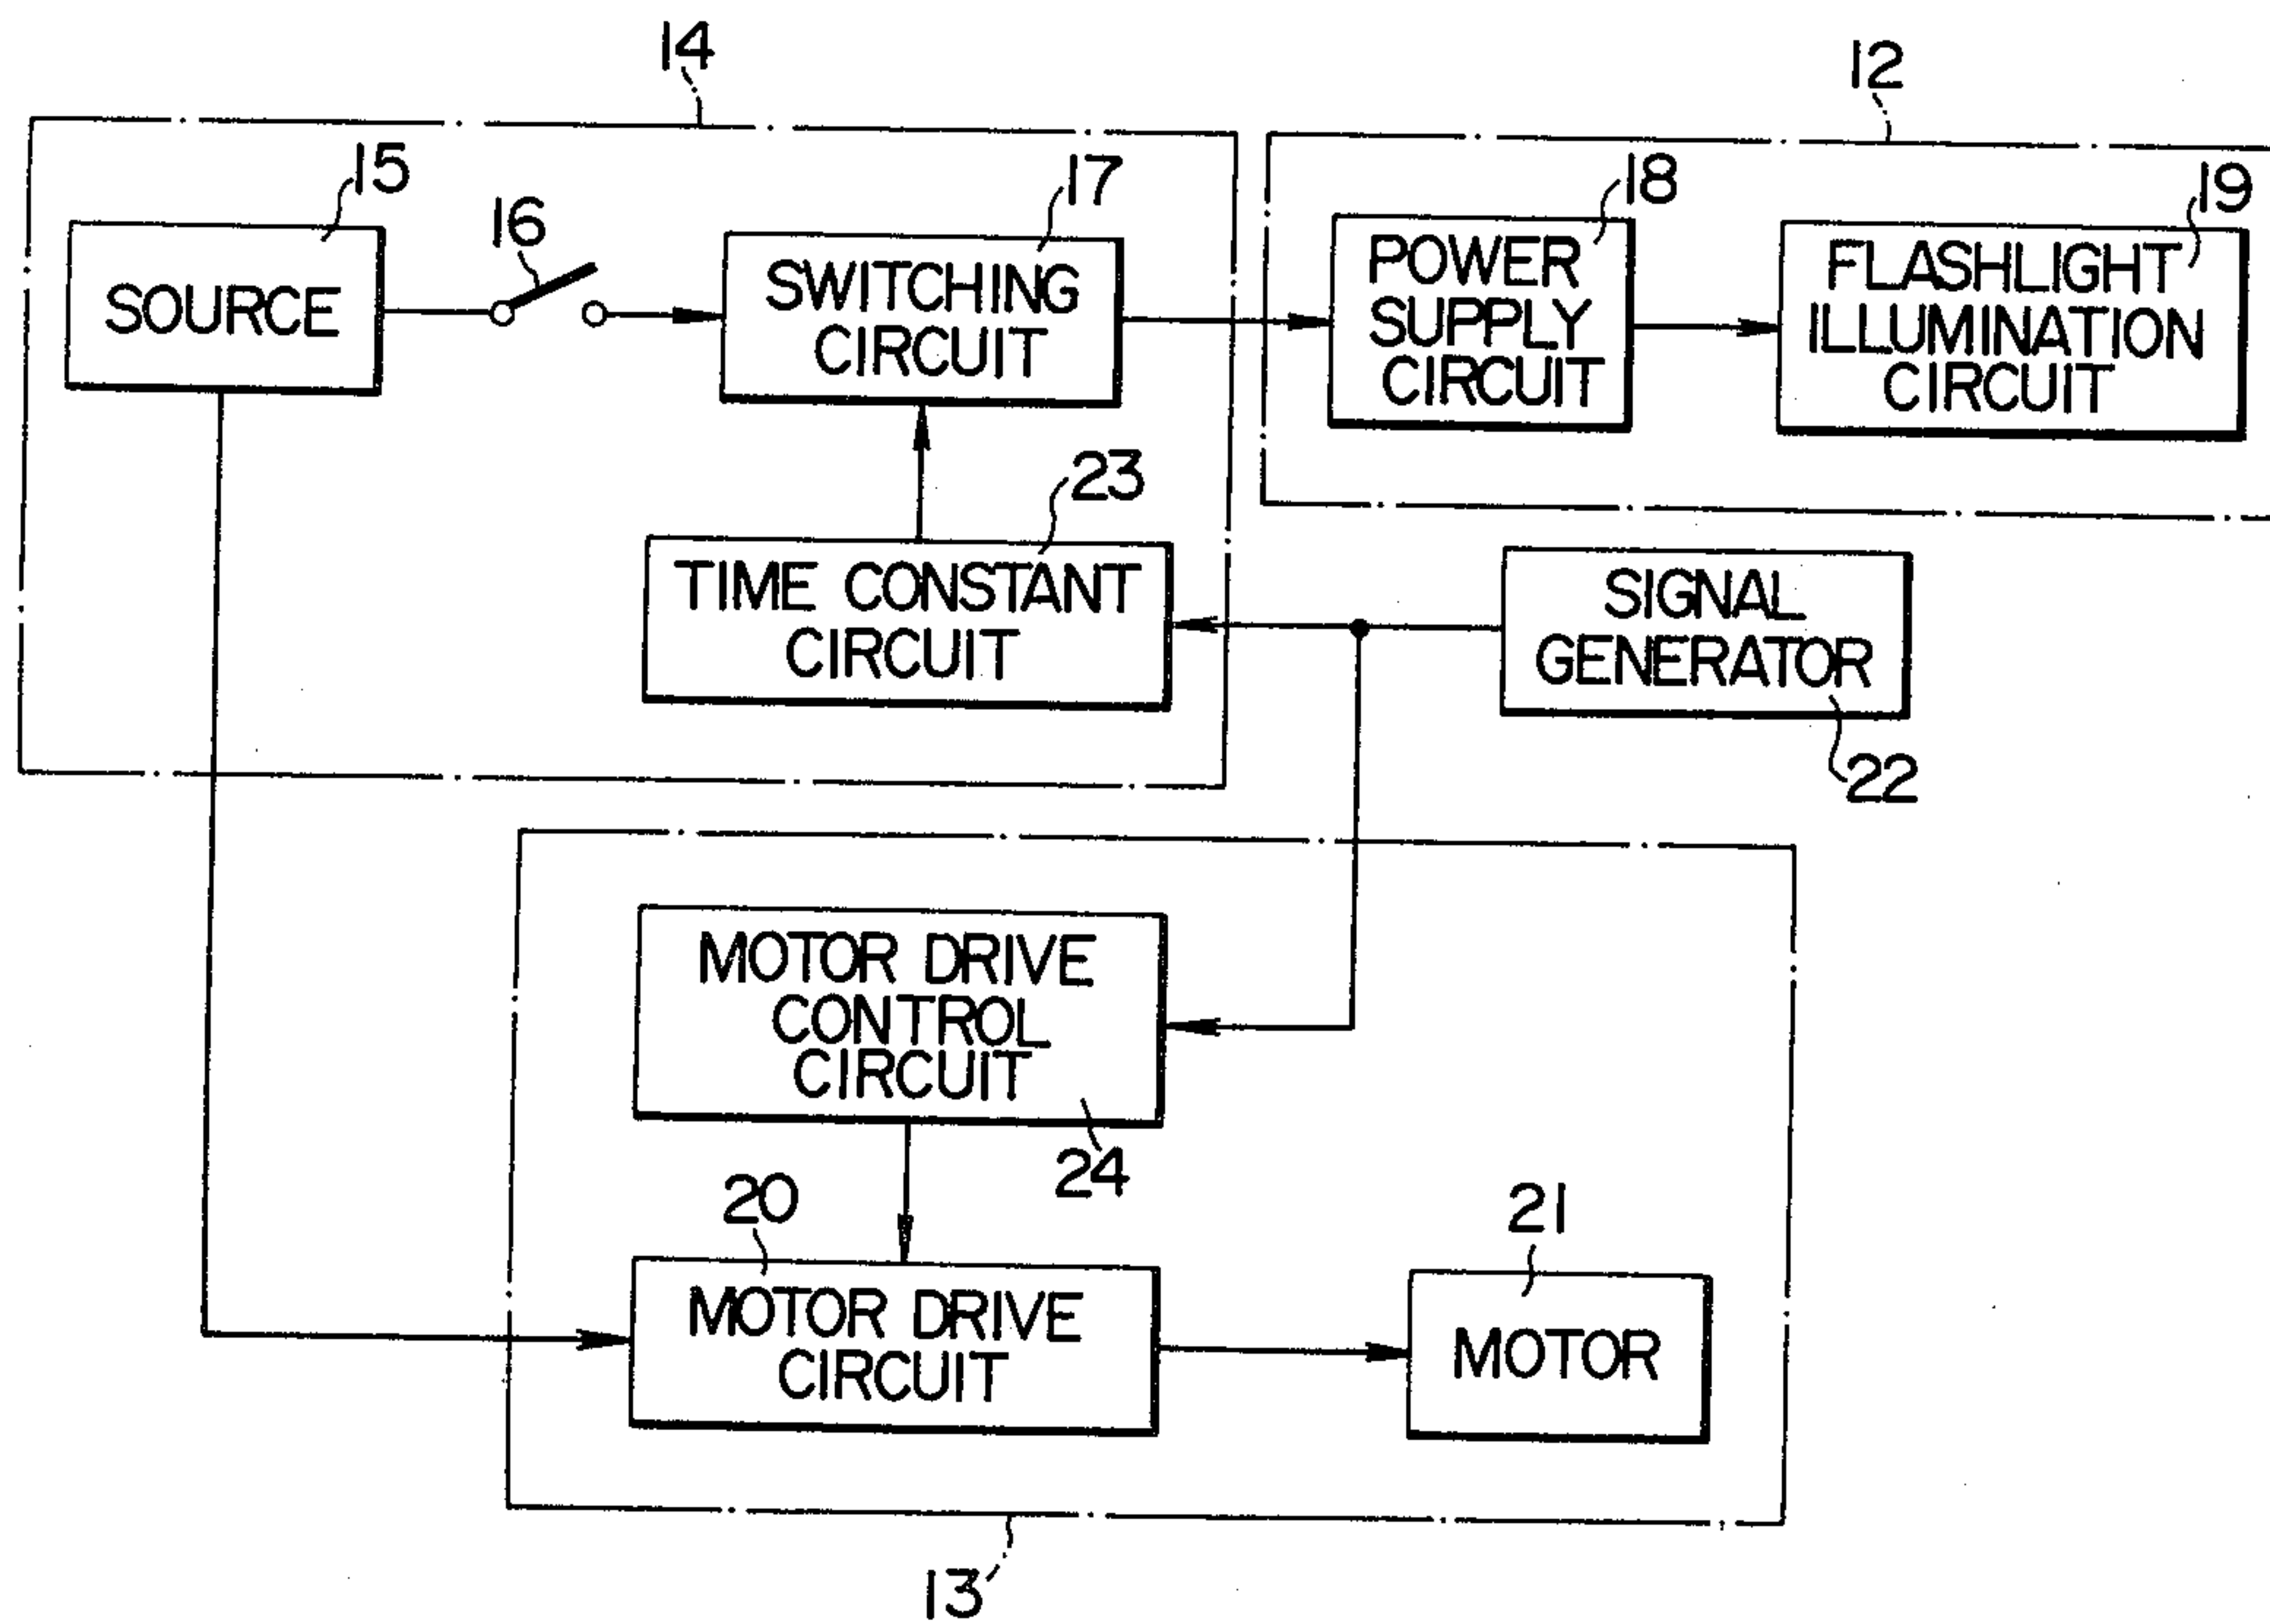 14
12
15
16
17
18
19
SOURCE
SWITCHING
CIRCUIT
POWER
SUPPLY
CIRCUIT
FLASHLIGHT
ILLUMINATION
CIRCUIT
23
TIME CONSTANT
CIRCUIT
SIGNAL
GENERATOR
22
MOTOR DRIVE
CONTROL
CIRCUIT
24
20
21
MOTOR DRIVE
CIRCUIT
MOTOR
13